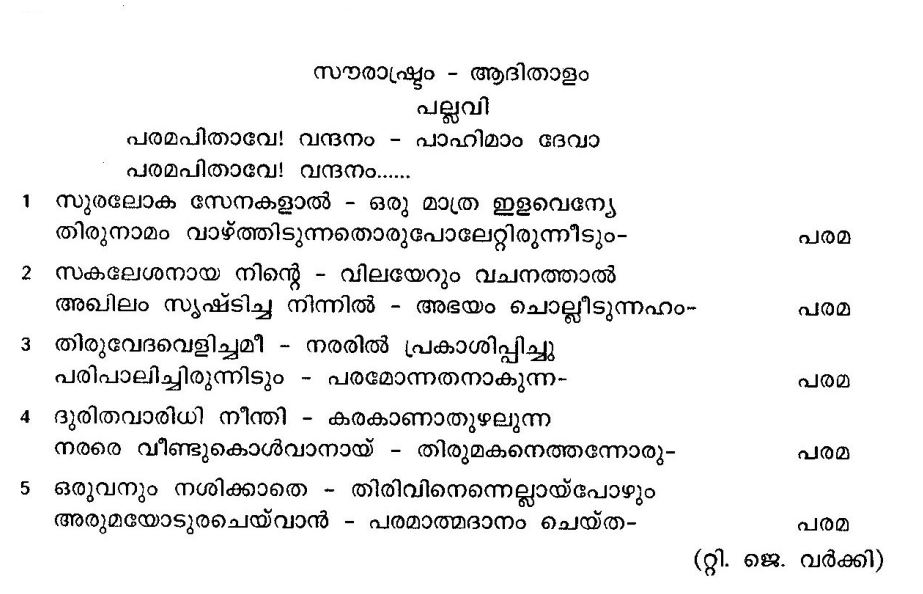 സൗരാഷ്ട്രം - ആദിതാളം
പല്ലവി
പരമപിതാവേ! വന്ദനം - പാഹിമാം ദേവാ
പരമപിതാവേ! വന്ദനം......
1 സുരലോക സേനകളാൽ - ഒരു മാത്ര ഇളവെന്യേ
തിരുനാമം വാഴ്ത്തിടുന്നതൊരുപോലേറ്റിരുന്നീടും- പരമ
2 സകലേശനായ നിന്റെ - വിലയേറും വചനത്താൽ
അഖിലം സൃഷ്ടിച്ച നിന്നിൽ - അഭയം ചൊല്ലീടുന്നഹം- പരമ
3 തിരുവേദവെളിച്ചമീ - നരരിൽ പ്രകാശിപ്പിച്ചു
പരിപാലിച്ചിരുന്നിടും - പരമോന്നതനാകുന്ന- പരമ
4 ദുരിതവാരിധി നീന്തി - കരകാണാതുഴലുന്ന
നരരെ വീണ്ടുകൊൾവാനായ് - തിരുമകനെത്തന്നോരു- പരമ
5 ഒരുവനും നശിക്കാതെ - തിരിവിനെന്നെല്ലായ്പോഴും
അരുമയോടുരചെയ്‌വാൻ - പരമാത്മദാനം ചെയ്ത- പരമ
(റ്റി. ജെ. വർക്കി)